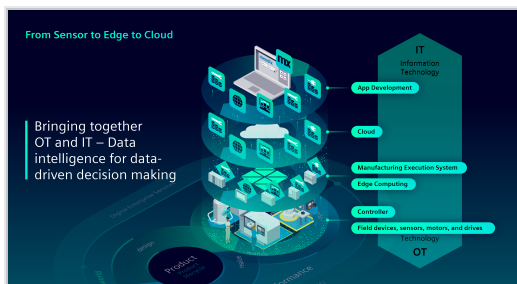 From Sensor to Edge to Cloud
IT
Information
Technology
mx
App Development
Cloud
Bringing together
OT and IT – Data
intelligence for data-
driven decision making
Manufacturing Execution System
Edge Computing
Controller
Field devices, sensors, motors, and drives
Technology
OT
design
Product